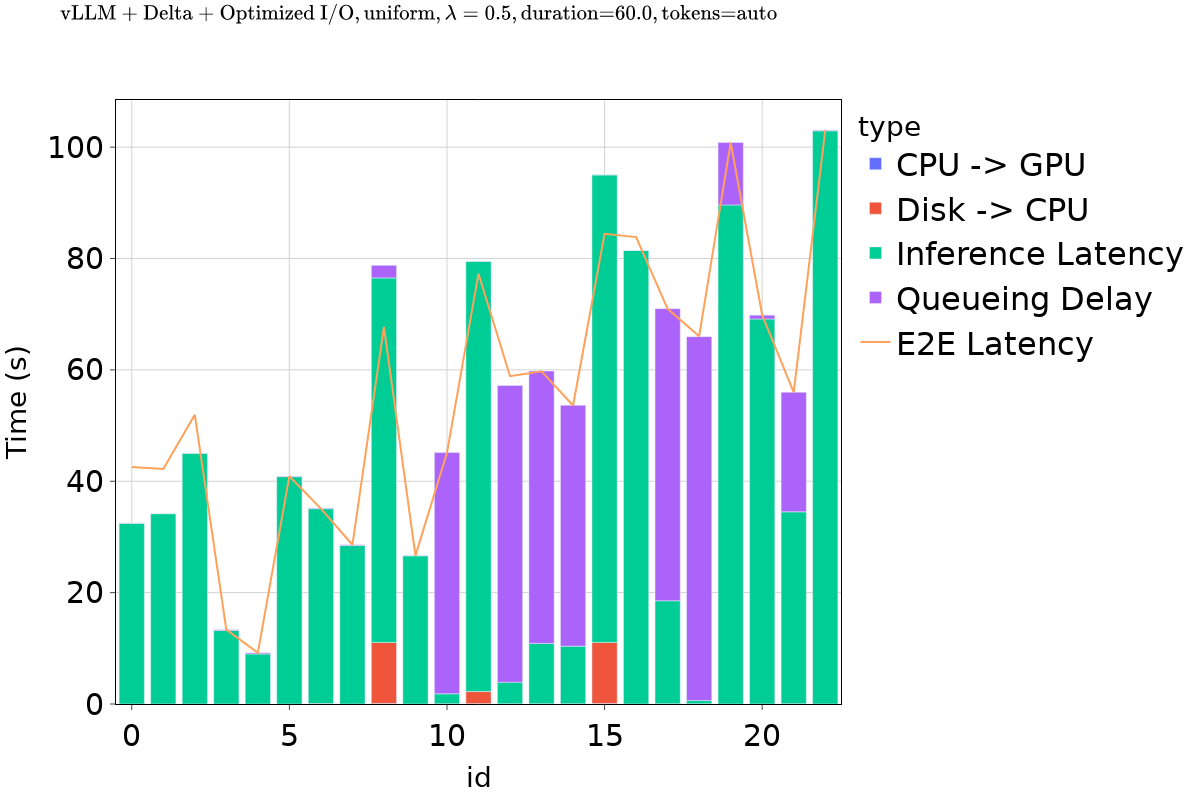 vLLM + Delta + Optimized I/O, uniform, λ = 0.5, duration=60.0, tokens=auto
type
CPU -> GPU
Disk -> CPU
Inference Latency
Queueing Delay
E2E Latency
Time (s)
100
80
60
40
20
0
0 5 10 15 20
id